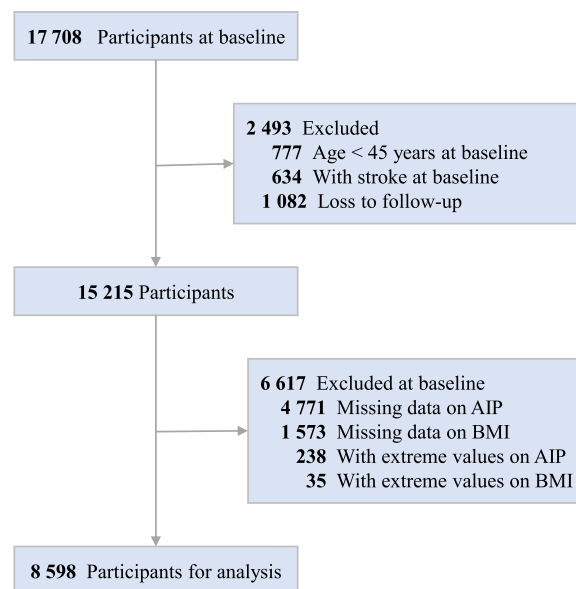 17 708 Participants at baseline
2 493 Excluded
777 Age < 45 years at baseline
634 With stroke at baseline
1 082 Loss to follow-up
15 215 Participants
6 617 Excluded at baseline
4 771 Missing data on AIP
1 573 Missing data on BMI
238 With extreme values on AIP
35 With extreme values on BMI
8 598 Participants for analysis